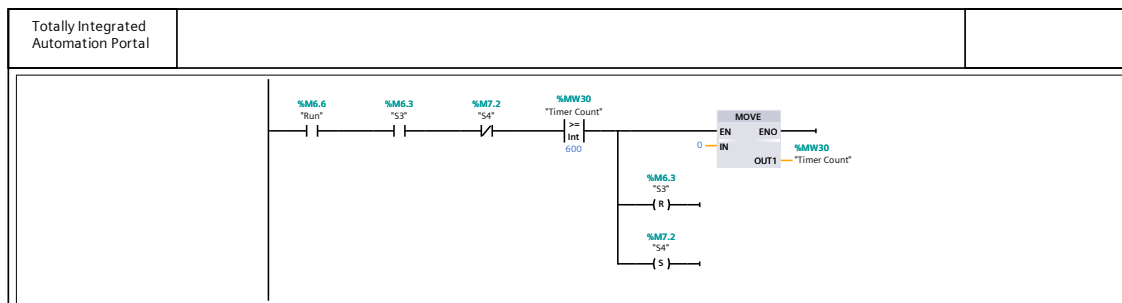 Totally Integrated
Automation Portal
%M6.6
"Run"
%M6.3
"S3"
%M7.2
"S4"
%MW30
"Timer Count"
>=
Int
600
MOVE
EN ENO
0 IN
OUT1
%MW30
"Timer Count"
%M6.3
"S3"
R
%M7.2
"S4"
S